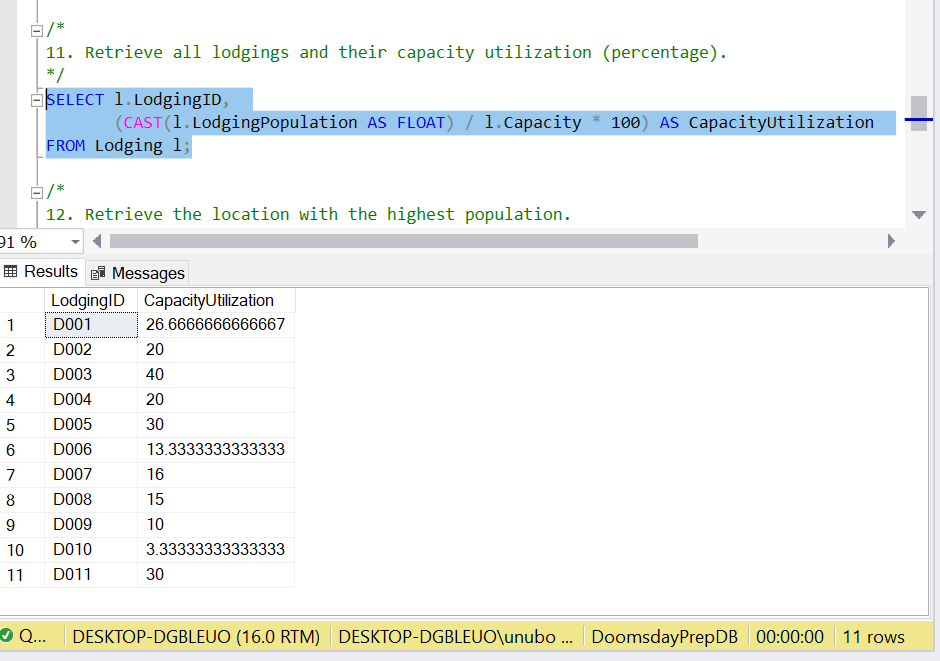 /*
11. Retrieve all lodgings and their capacity utilization (percentage).
*/
SELECT l.LodgingID,
(CAST(l.LodgingPopulation AS FLOAT) / l.Capacity * 100) AS CapacityUtilization
FROM Lodging l;
/*
12. Retrieve the location with the highest population.
91 %
Results Messages
LodgingID CapacityUtilization
1 D001 26.6666666666667
2 D002 20
3 D003 40
4 D004 20
5 D005 30
6 D006 13.3333333333333
7 D007 16
8 D008 15
9 D009 10
10 D010 3.33333333333333
11 D011 30
Q... DESKTOP-DGBLEUO (16.0 RTM) DESKTOP-DGBLEUO\unubo ... DoomsdayPrepDB 00:00:00 11 rows